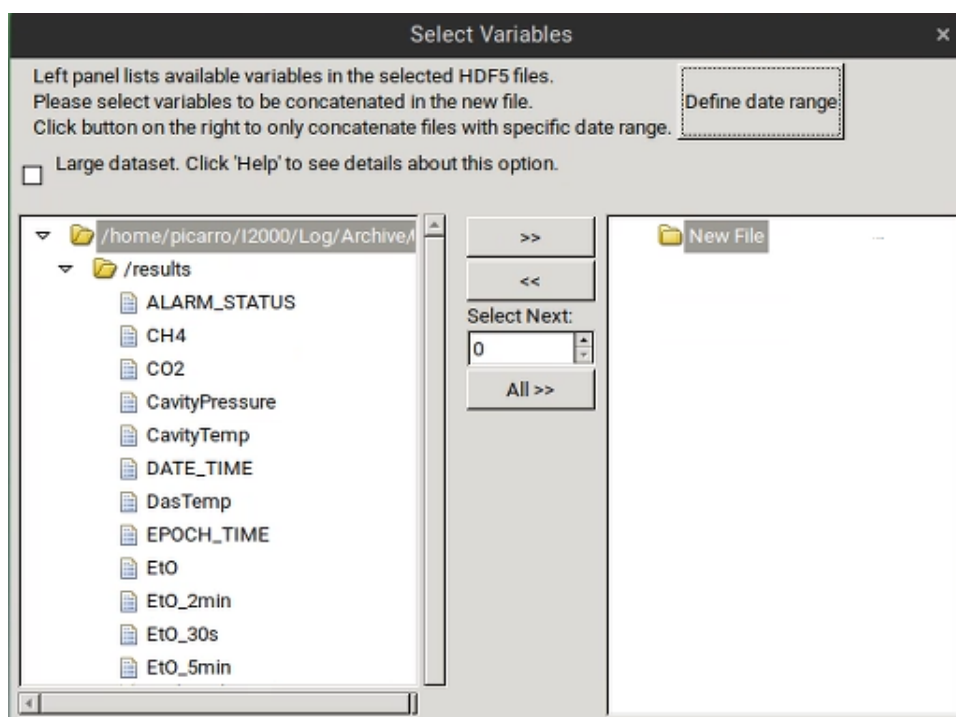 Select Variables
Left panel lists available variables in the selected HDF5 files.
Please select variables to be concatenated in the new file.
Click button on the right to only concatenate files with specific date range.
Define date range
Large dataset. Click 'Help' to see details about this option.
/home/picarro/I2000/Log/Archive/
/results
ALARM_STATUS
CH4
CO2
CavityPressure
CavityTemp
DATE_TIME
DasTemp
EPOCH_TIME
EtO
EtO_2min
EtO_30s
EtO_5min
>>
<<
Select Next:
0
All >>
New File